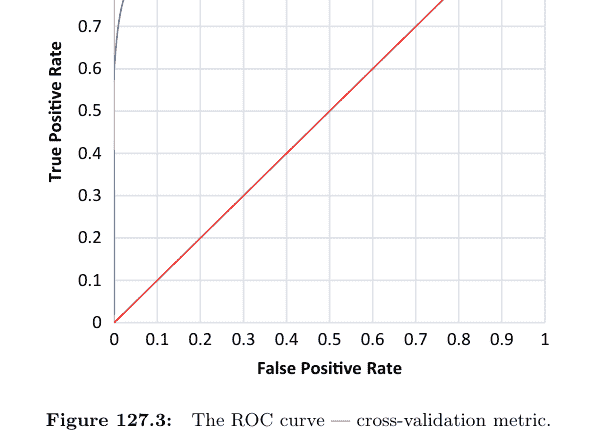 0.7
0.6
0.5
0.4
0.3
0.2
0.1
0
True Positive Rate
0 0.1 0.2 0.3 0.4 0.5 0.6 0.7 0.8 0.9 1
False Positive Rate
Figure 127.3: The ROC curve — cross-validation metric.